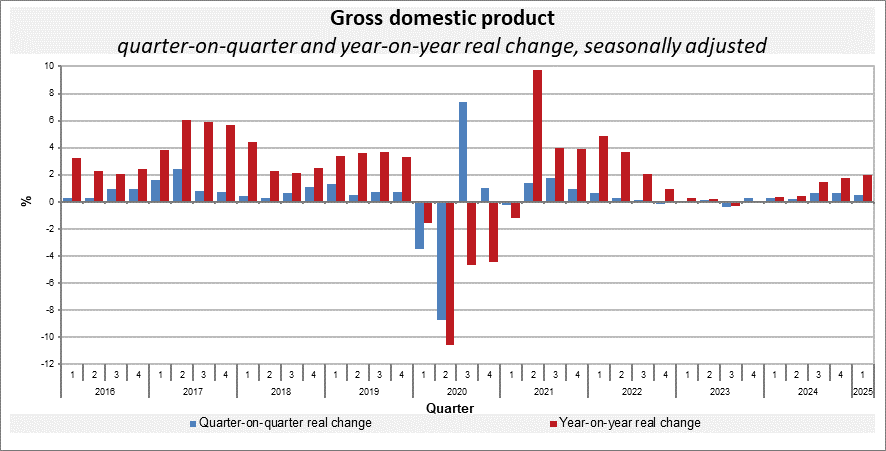 Gross domestic product
quarter-on-quarter and year-on-year real change, seasonally adjusted
10
8
6
4
2
0
-2
-4
-6
-8
-10
-12
%
1 2 3 4 1 2 3 4 1 2 3 4 1 2 3 4 1 2 3 4 1 2 3 4 1 2 3 4 1 2 3 4 1 2 3 4 1
2016 2017 2018 2019 2020 2021 2022 2023 2024 2025
Quarter
Quarter-on-quarter real change Year-on-year real change